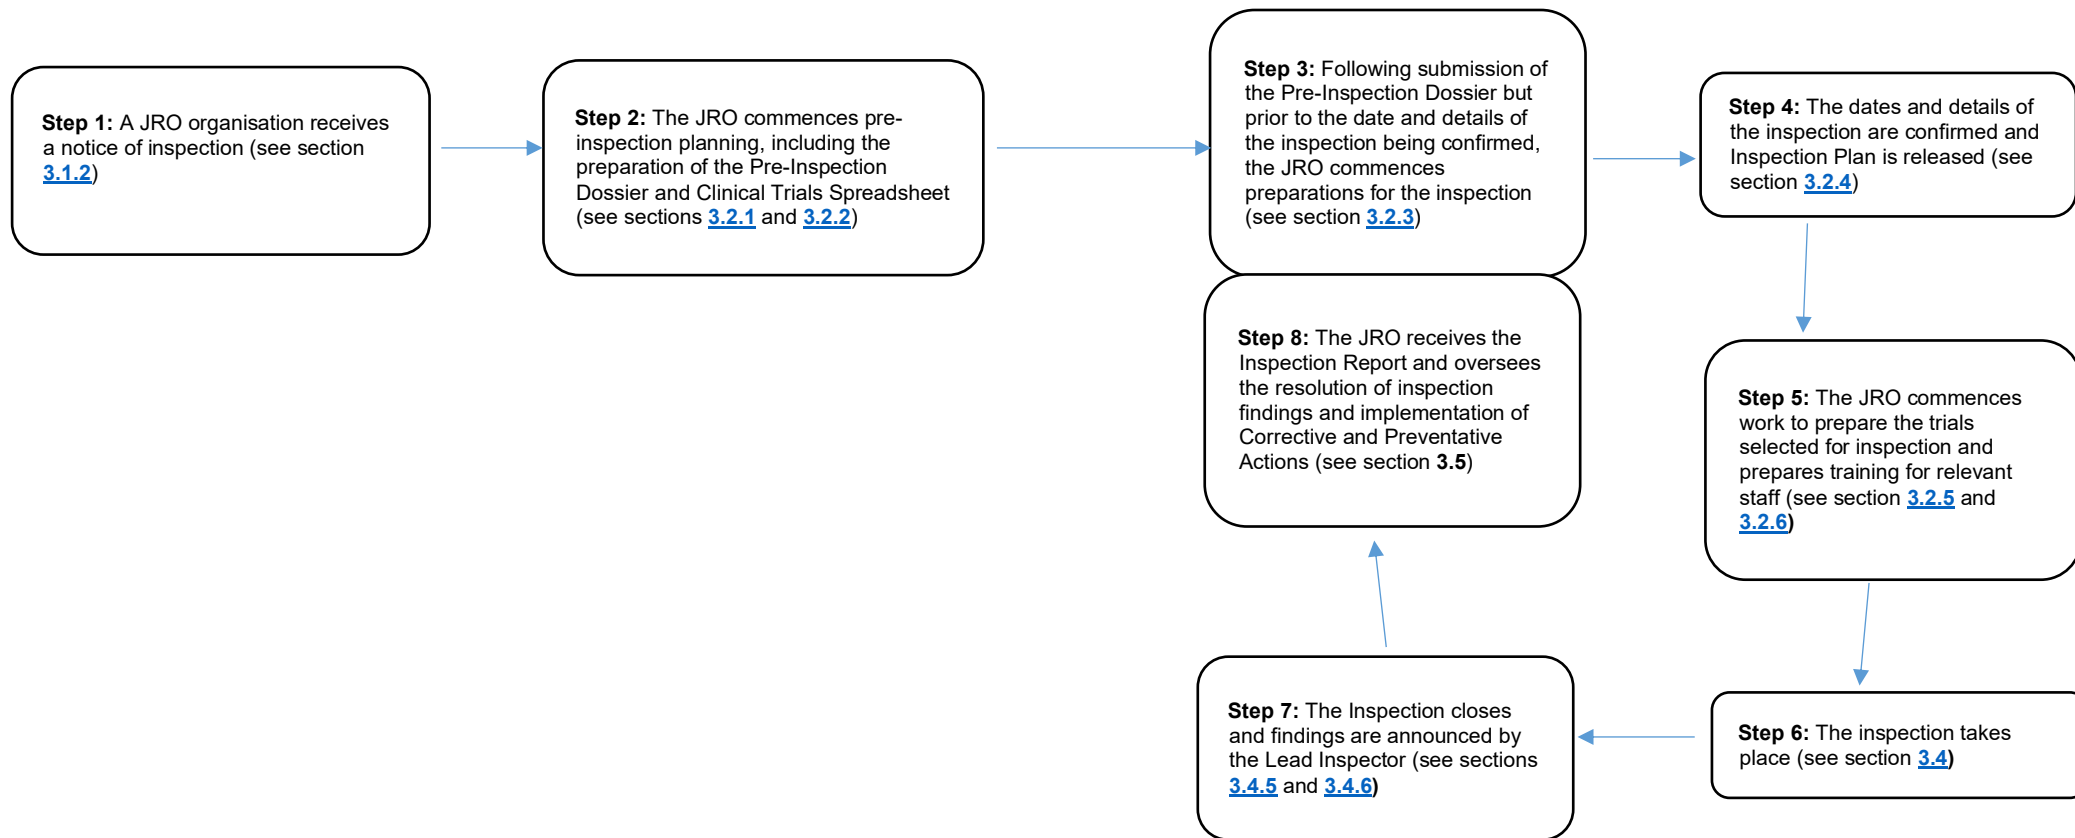 Step 1: A JRO organisation receives
a notice of inspection (see section
3.1.2)
Step 2: The JRO commences pre-
inspection planning, including the
preparation of the Pre-Inspection
Dossier and Clinical Trials Spreadsheet
(see sections 3.2.1 and 3.2.2)
Step 3: Following submission of
the Pre-Inspection Dossier but
prior to the date and details of
the inspection being confirmed,
the JRO commences
preparations for the inspection
(see section 3.2.3)
Step 4: The dates and details of
the inspection are confirmed and
Inspection Plan is released (see
section 3.2.4)
Step 5: The JRO commences
work to prepare the trials
selected for inspection and
prepares training for relevant
staff (see section 3.2.5 and
3.2.6)
Step 6: The inspection takes
place (see section 3.4)
Step 7: The Inspection closes
and findings are announced by
the Lead Inspector (see sections
3.4.5 and 3.4.6)
Step 8: The JRO receives the
Inspection Report and oversees
the resolution of inspection
findings and implementation of
Corrective and Preventative
Actions (see section 3.5)